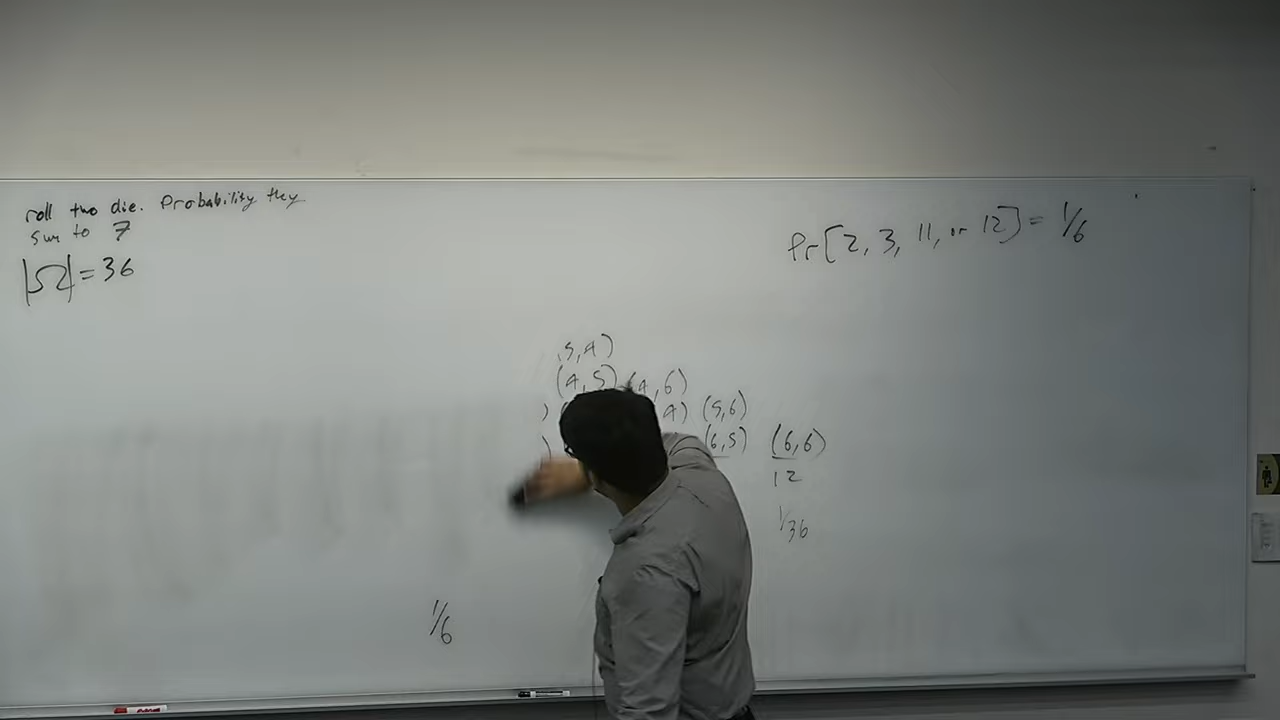 roll two die. Probability they
sum to 7
|Ω| = 36
Pr[2, 3, 11, or 12] = 1/6
5,4)
(4,5) (4,6)
) ( 4) (5,6)
) (6,5) (6,6)
12
1/36
1/6